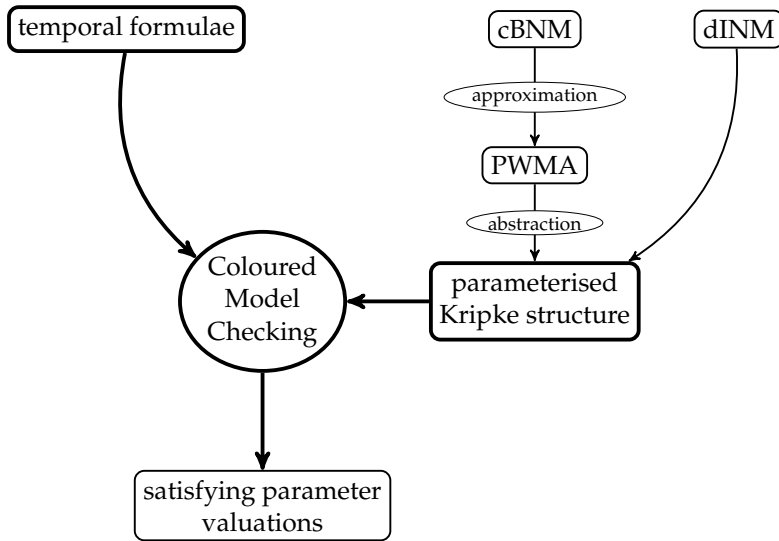 temporal formulae
cBNM
dINM
approximation
PWMA
abstraction
Coloured
Model
Checking
parameterised
Kripke structure
satisfying parameter
valuations